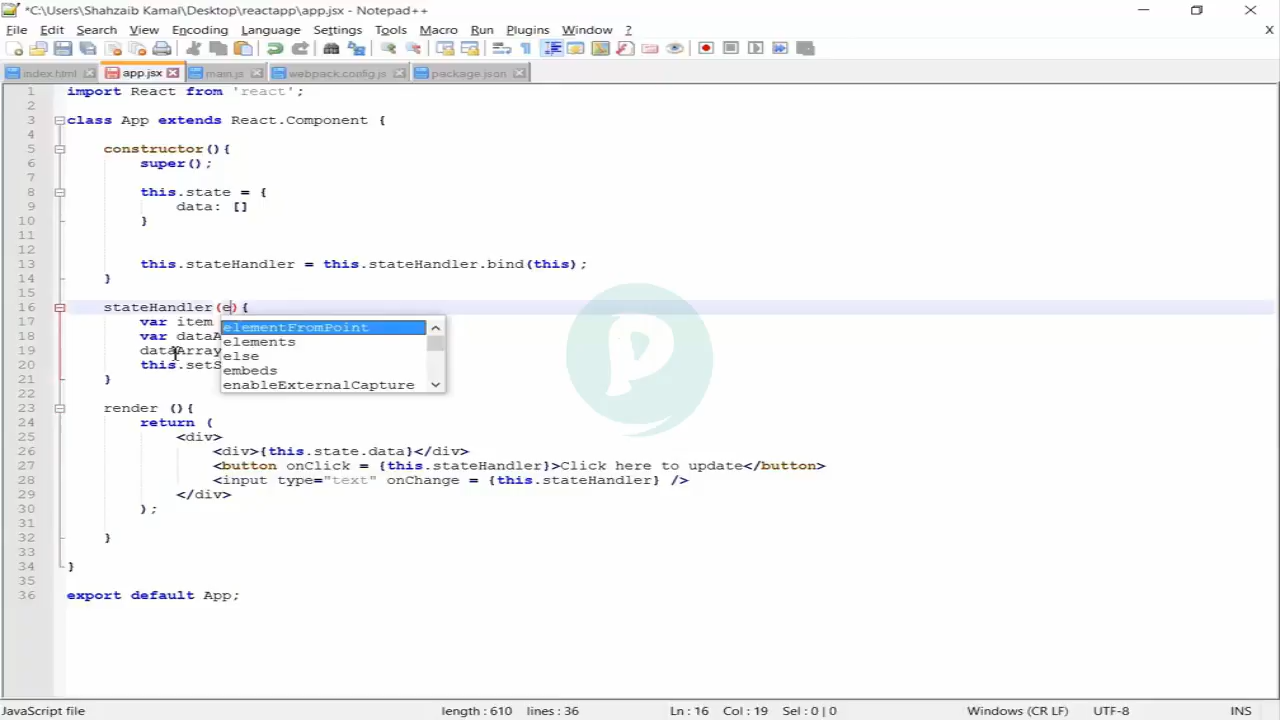 *C:\Users\Shahzaib Kamal\Desktop\reactapp\app.jsx - Notepad++
File Edit Search View Encoding Language Settings Tools Macro Run Plugins Window ? X
index.html app.jsx main.js webpack.config.js package.json
1 import React from 'react';
2
3 class App extends React.Component {
4
5 constructor(){
6 super();
7
8 this.state = {
9 data: []
10 }
11
12
13 this.stateHandler = this.stateHandler.bind(this);
14 }
15
16 stateHandler(e){
17 var item
18 var dataA
19 dataArray
20 this.setS
21 }
elementFromPoint
elements
else
embeds
enableExternalCapture
22
23 render (){
24 return (
25 <div>
26 <div>{this.state.data}</div>
27 <button onClick = {this.stateHandler}>Click here to update</button>
28 <input type="text" onChange = {this.stateHandler} />
29 </div>
30 );
31
32 }
33
34 }
35
36 export default App;
P
JavaScript file length : 610 lines : 36 Ln : 16 Col : 19 Sel : 0 | 0 Windows (CR LF) UTF-8 INS